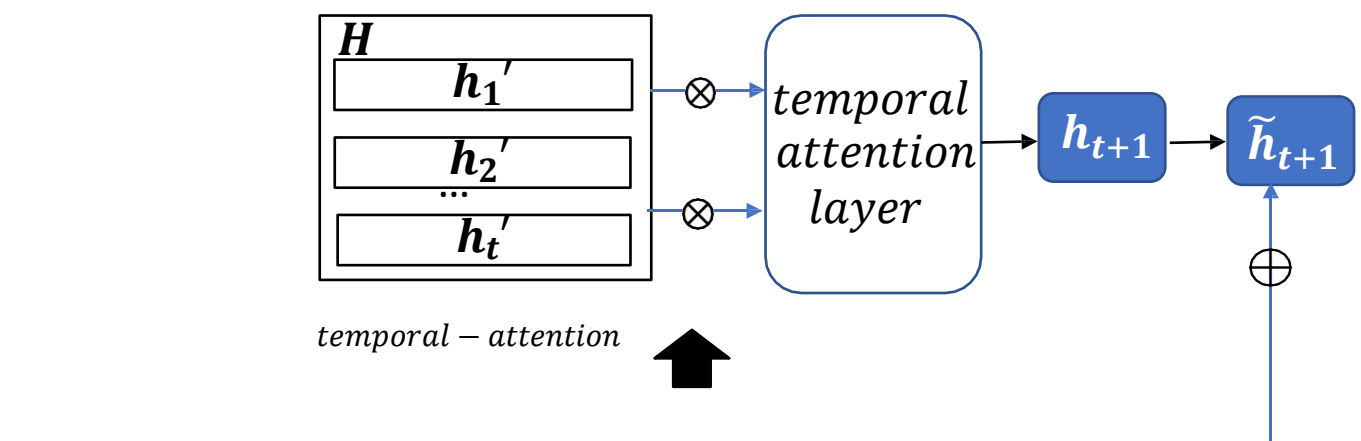 H
h₁′
h₂′
...
hₜ′
temporal
attention
layer
hₜ₊₁
h̃ₜ₊₁
temporal − attention